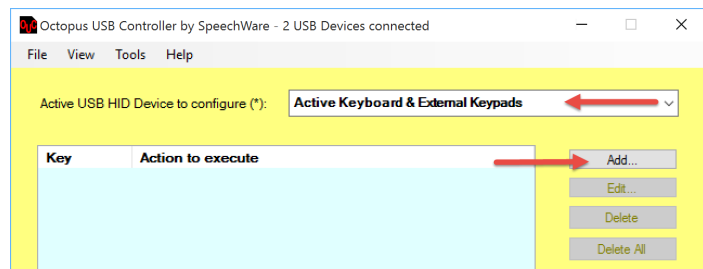 Octopus USB Controller by SpeechWare - 2 USB Devices connected
File View Tools Help
Active USB HID Device to configure (*): Active Keyboard & External Keypads
Key Action to execute
Add...
Edit...
Delete
Delete All